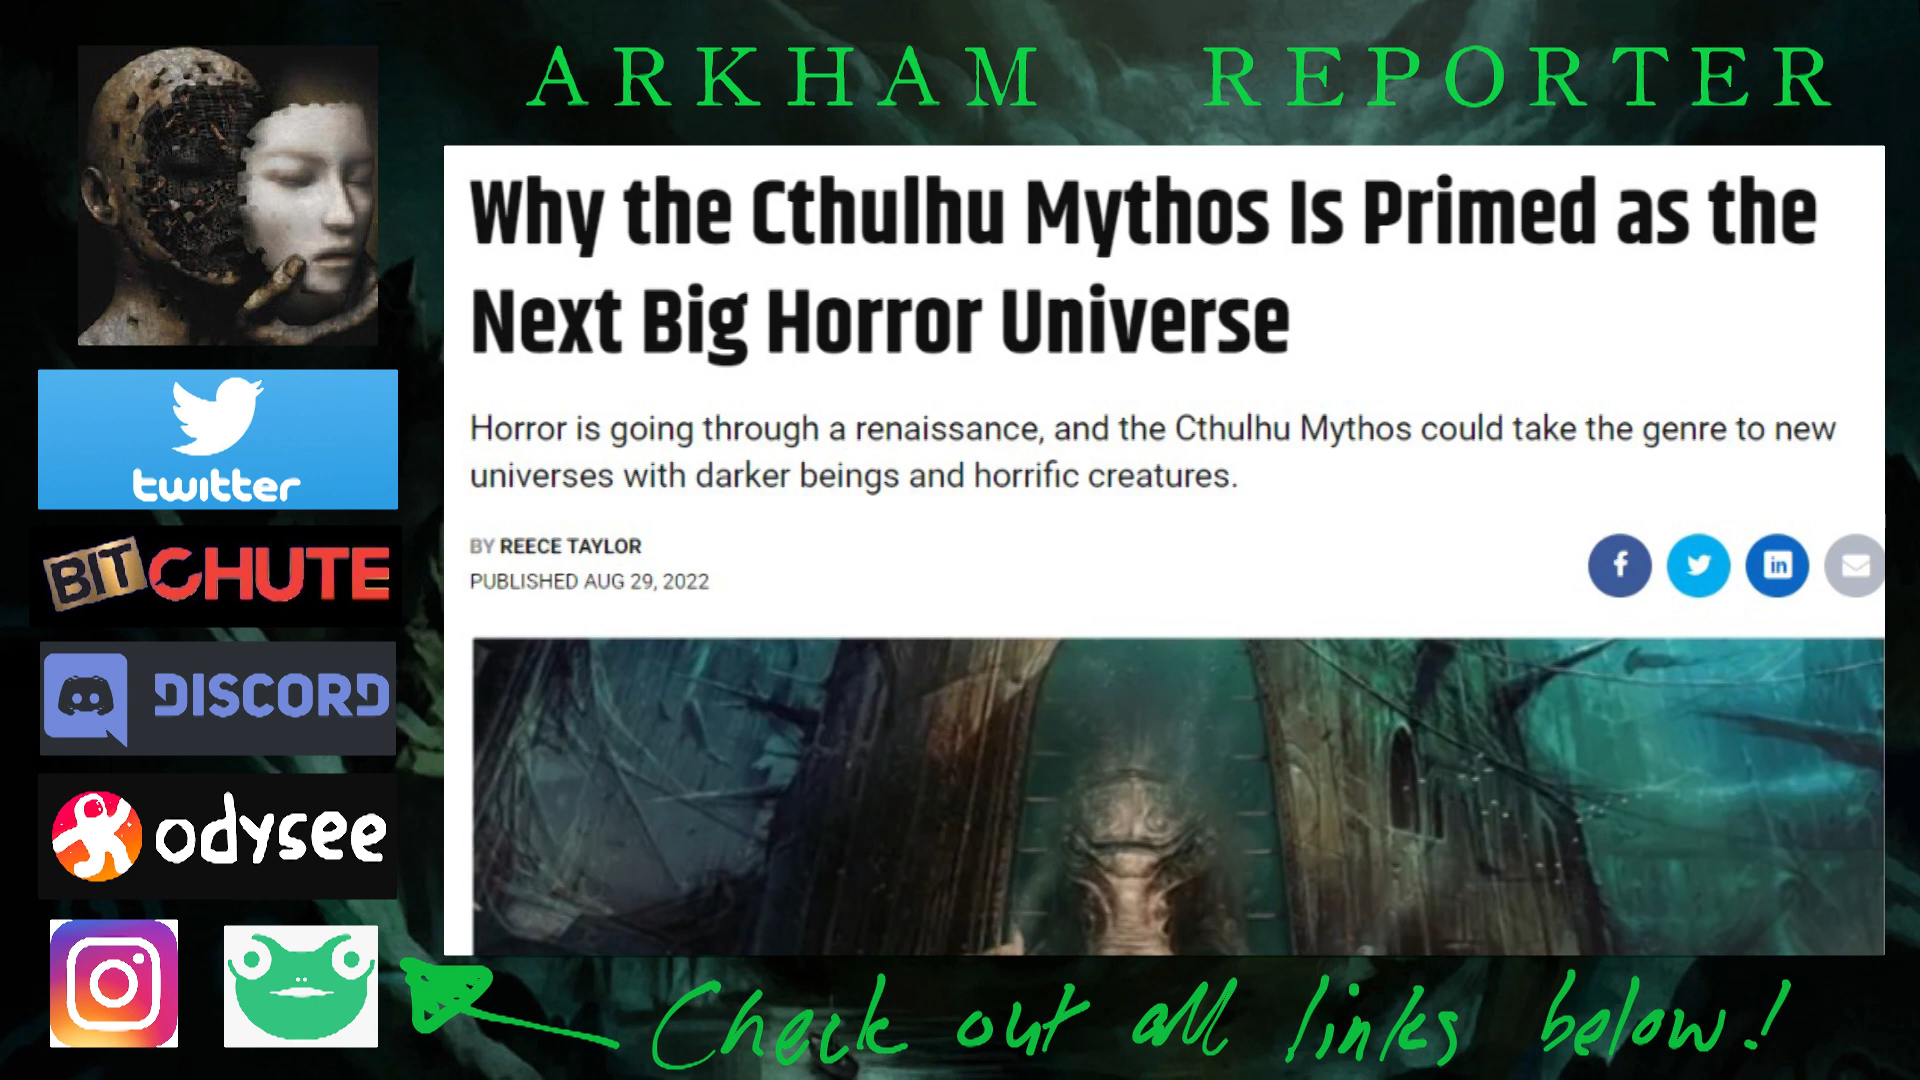 ARKHAM REPORTER
Why the Cthulhu Mythos Is Primed as the
Next Big Horror Universe
Horror is going through a renaissance, and the Cthulhu Mythos could take the genre to new
universes with darker beings and horrific creatures.
BY REECE TAYLOR
PUBLISHED AUG 29, 2022
f
in
twitter
BITCHUTE
DISCORD
odysee
Check out all links below!